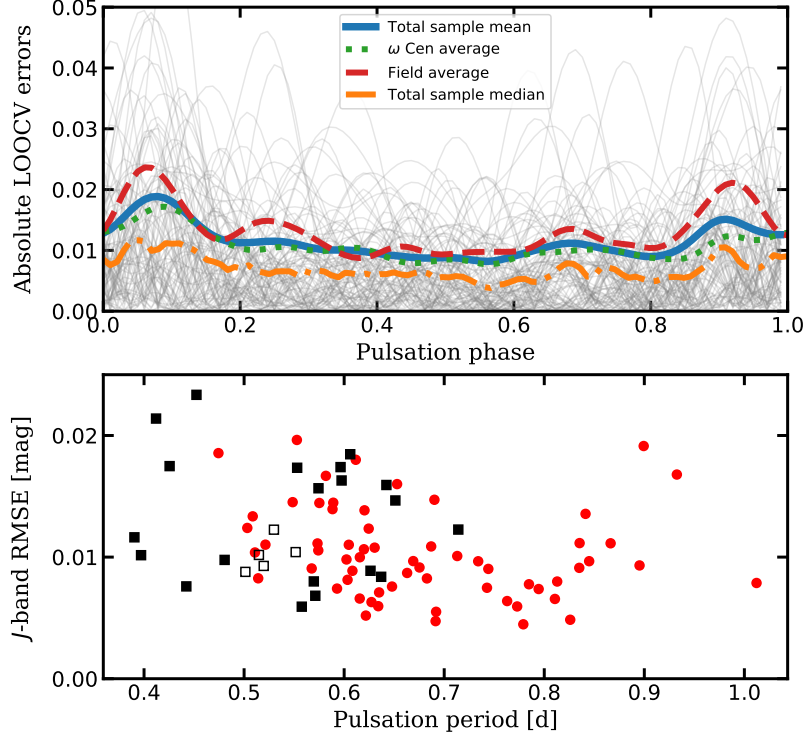 0.05
0.04
0.03
0.02
0.01
0.00
Absolute LOOCV errors
Total sample mean
ω Cen average
Field average
Total sample median
0.0 0.2 0.4 0.6 0.8 1.0
Pulsation phase
0.02
0.01
0.00
J-band RMSE [mag]
0.4 0.5 0.6 0.7 0.8 0.9 1.0
Pulsation period [d]